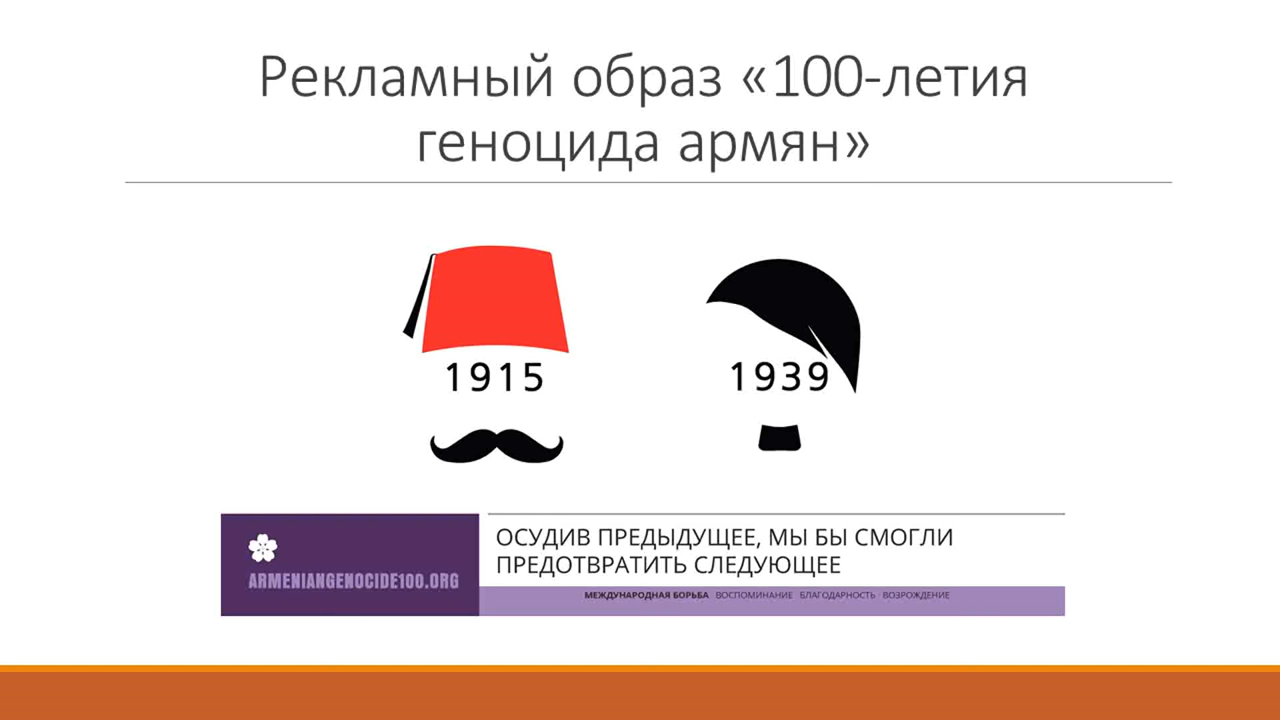 Рекламный образ «100-летия
геноцида армян»
1915
1939
ОСУДИВ ПРЕДЫДУЩЕЕ, МЫ БЫ СМОГЛИ
ПРЕДОТВРАТИТЬ СЛЕДУЮЩЕЕ
ARMENIANGENOCIDE100.ORG
МЕЖДУНАРОДНАЯ БОРЬБА ВОСПОМИНАНИЕ БЛАГОДАРНОСТЬ ВОЗРОЖДЕНИЕ